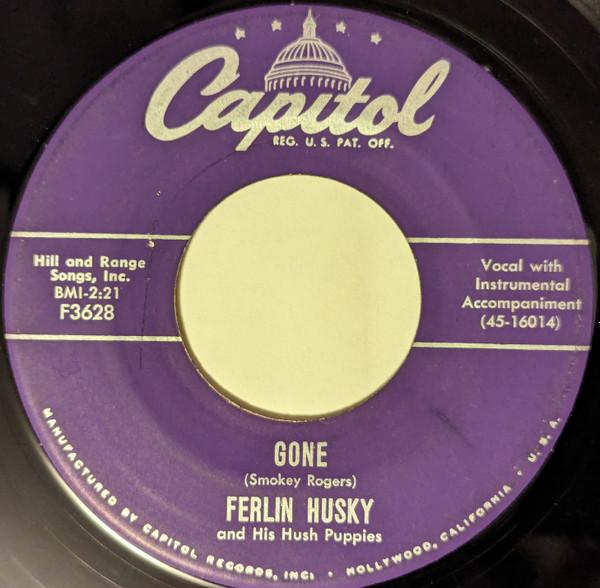 Capitol
REG. U. S. PAT. OFF.
Hill and Range
Songs, Inc.
BMI-2:21
F3628
Vocal with
Instrumental
Accompaniment
(45-16014)
GONE
(Smokey Rogers)
FERLIN HUSKY
and His Hush Puppies
MANUFACTURED BY CAPITOL RECORDS, INC. • HOLLYWOOD, CALIFORNIA • U. S. A.